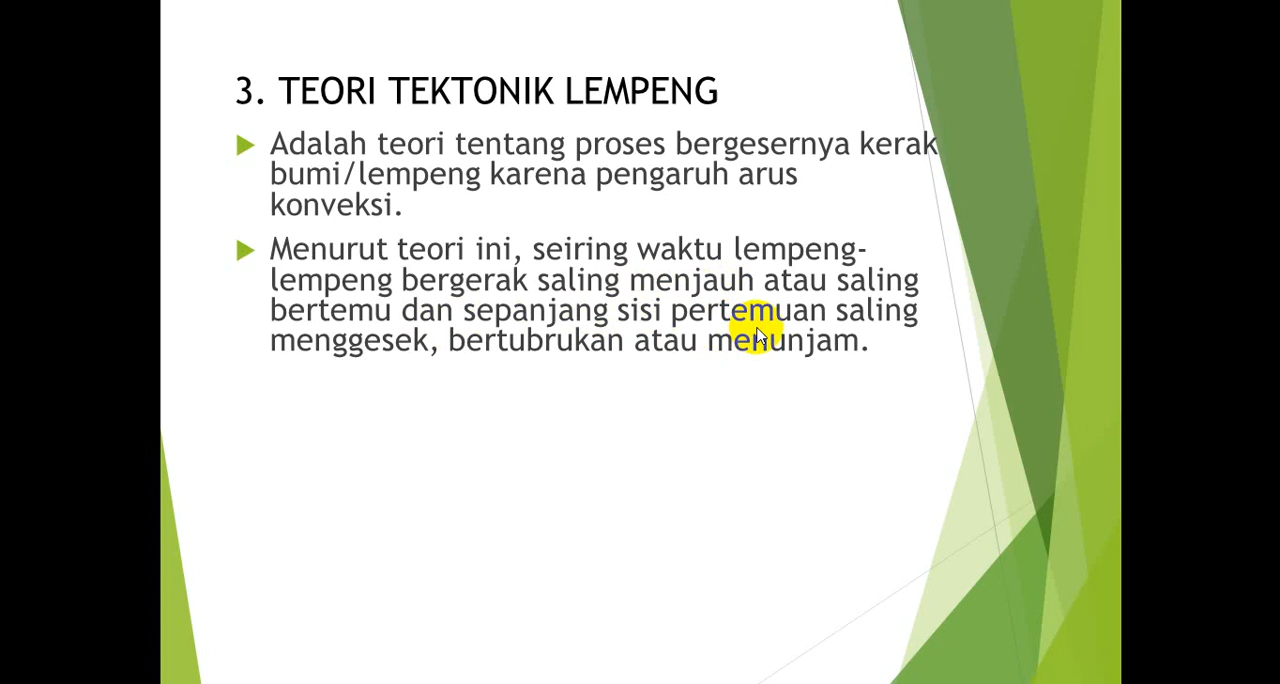 3. TEORI TEKTONIK LEMPENG
Adalah teori tentang proses bergesernya kerak
bumi/lempeng karena pengaruh arus
konveksi.
Menurut teori ini, seiring waktu lempeng-
lempeng bergerak saling menjauh atau saling
bertemu dan sepanjang sisi pertemuan saling
menggesek, bertubrukan atau menunjam.